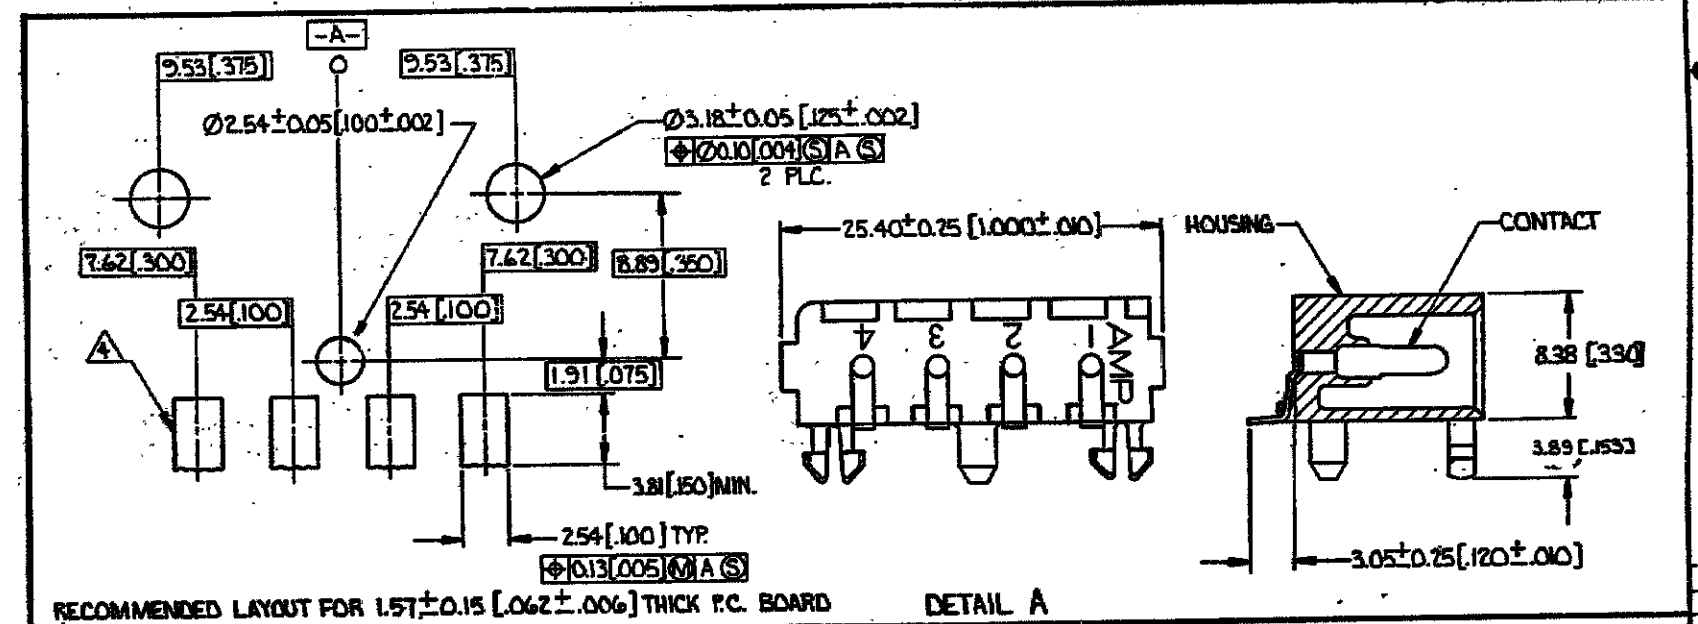 -A-
9.53[.375]
9.53[.375]
Ø2.54±0.05[.100±.002]
Ø3.18±0.05[.125±.002]
⌖Ø0.10[.004]Ⓢ A Ⓢ
2 PLC.
7.62[.300]
7.62[.300]
8.89[.350]
2.54[.100]
2.54[.100]
4
1.91[.075]
3.81[.150]MIN.
2.54[.100] TYP.
⌖0.13[.005]Ⓜ A Ⓢ
RECOMMENDED LAYOUT FOR 1.57±0.15 [.062±.006] THICK P.C. BOARD
25.40±0.25 [1.000±.010]
4 3 2 1 AMP
DETAIL A
HOUSING
CONTACT
8.38 [.330]
3.89 [.153]
3.05±0.25[.120±.010]